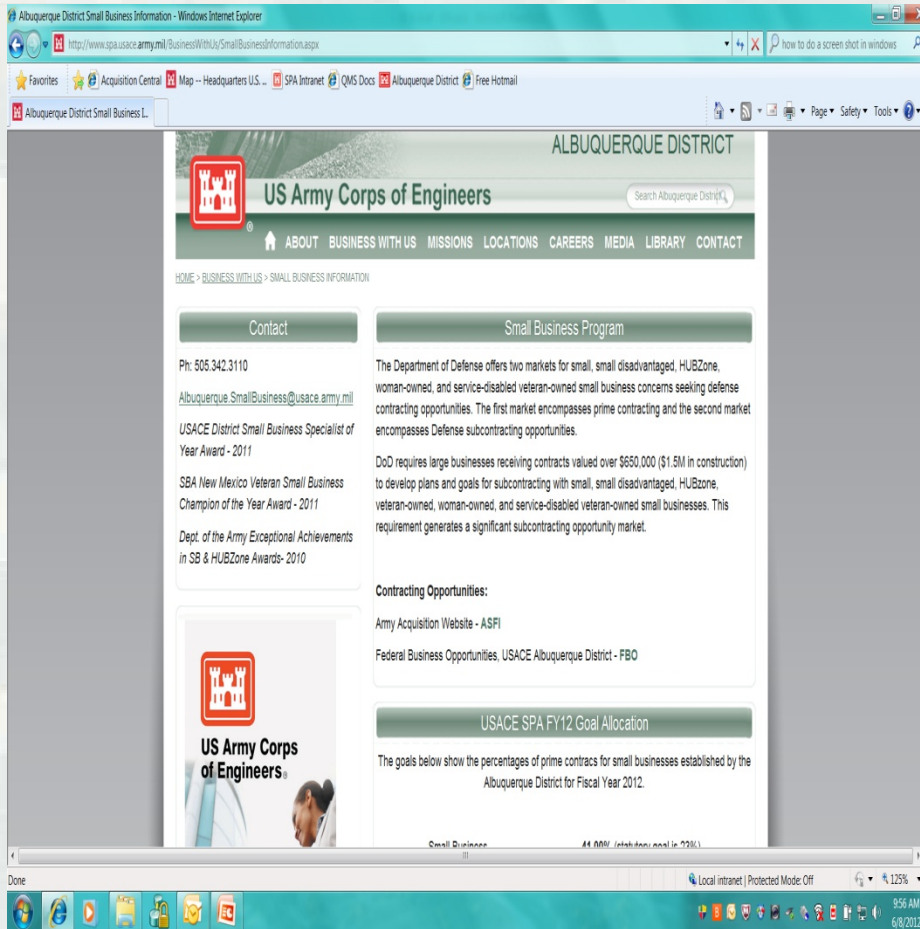 Albuquerque District Small Business Information - Windows Internet Explorer
http://www.spa.usace.army.mil/BusinessWithUs/SmallBusinessInformation.aspx
how to do a screen shot in windows
Favorites
Acquisition Central
Map -- Headquarters U.S. ...
SPA Intranet
QMS Docs
Albuquerque District
Free Hotmail
Albuquerque District Small Business I...
Page
Safety
Tools
ALBUQUERQUE DISTRICT
US Army Corps of Engineers
Search Albuquerque District
ABOUT BUSINESS WITH US MISSIONS LOCATIONS CAREERS MEDIA LIBRARY CONTACT
HOME > BUSINESS WITH US > SMALL BUSINESS INFORMATION
Contact
Ph: 505.342.3110
Albuquerque.SmallBusiness@usace.army.mil
USACE District Small Business Specialist of
Year Award - 2011
SBA New Mexico Veteran Small Business
Champion of the Year Award - 2011
Dept. of the Army Exceptional Achievements
in SB & HUBZone Awards- 2010
US Army Corps
of Engineers®
Small Business Program
The Department of Defense offers two markets for small, small disadvantaged, HUBZone,
woman-owned, and service-disabled veteran-owned small business concerns seeking defense
contracting opportunities. The first market encompasses prime contracting and the second market
encompasses Defense subcontracting opportunities.
DoD requires large businesses receiving contracts valued over $650,000 ($1.5M in construction)
to develop plans and goals for subcontracting with small, small disadvantaged, HUBzone,
veteran-owned, woman-owned, and service-disabled veteran-owned small businesses. This
requirement generates a significant subcontracting opportunity market.
Contracting Opportunities:
Army Acquisition Website - ASFI
Federal Business Opportunities, USACE Albuquerque District - FBO
USACE SPA FY12 Goal Allocation
The goals below show the percentages of prime contracs for small businesses established by the
Albuquerque District for Fiscal Year 2012.
Small Business 41.00% (statutory goal is 23%)
Done
Local intranet | Protected Mode: Off
125%
9:56 AM
6/8/2012